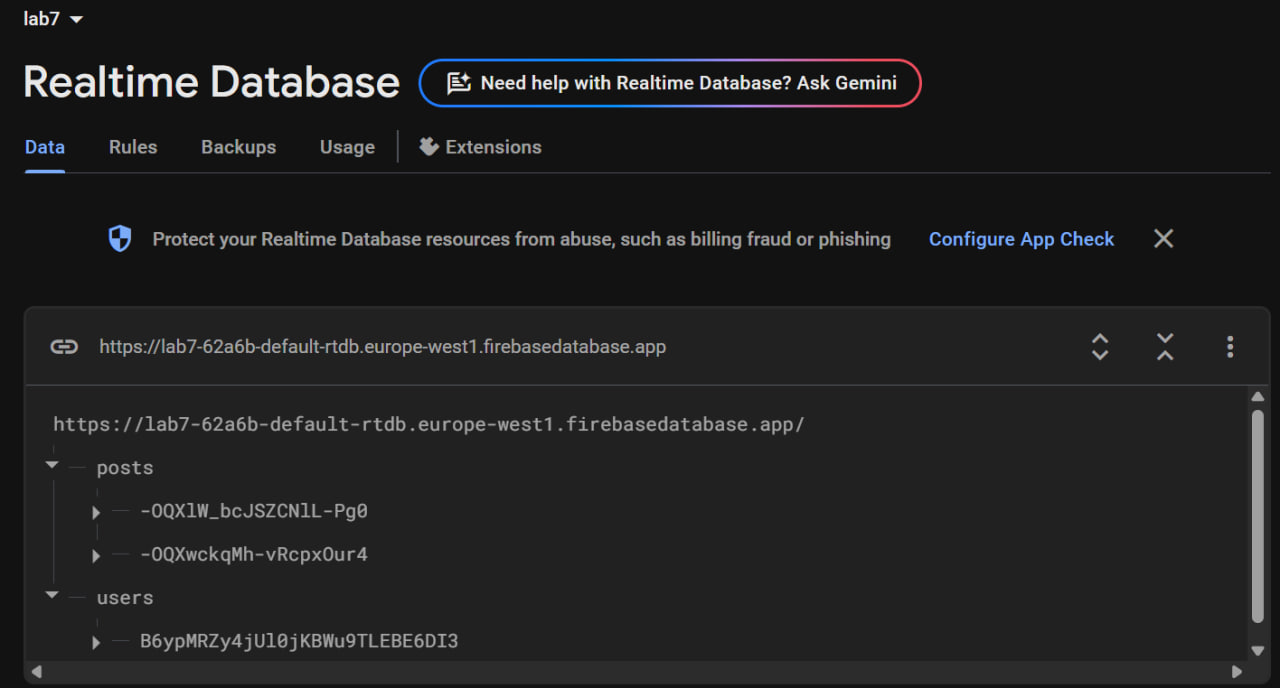 lab7
Realtime Database
Need help with Realtime Database? Ask Gemini
Data Rules Backups Usage Extensions
Protect your Realtime Database resources from abuse, such as billing fraud or phishing Configure App Check
https://lab7-62a6b-default-rtdb.europe-west1.firebasedatabase.app
https://lab7-62a6b-default-rtdb.europe-west1.firebasedatabase.app/
posts
-OQXlW_bcJSZCNlL-Pg0
-OQXwckqMh-vRcpxOur4
users
B6ypMRZy4jUl0jKBWu9TLEBE6DI3